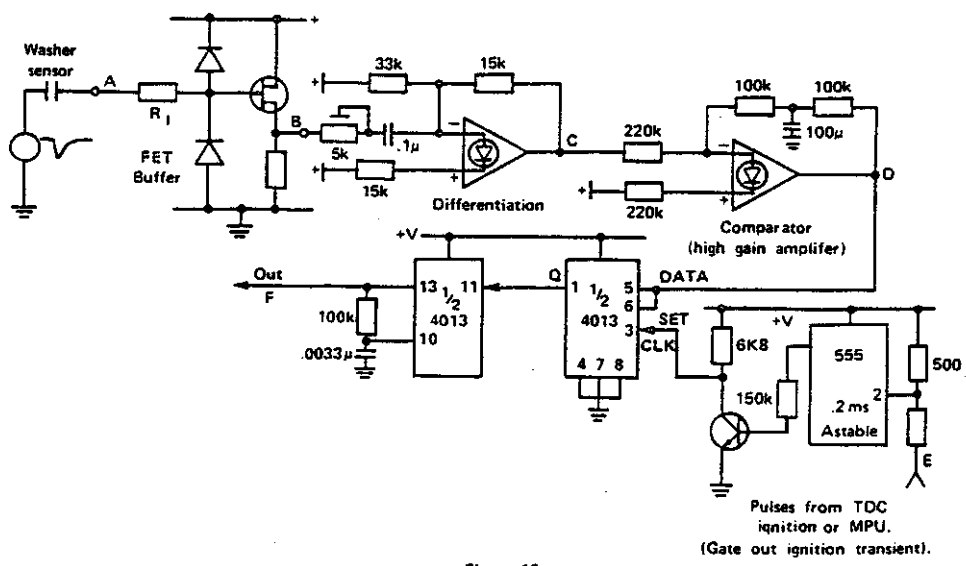 Washer
sensor
A
R1
FET
Buffer
+
B
5k
.1µ
+
33k
15k
+
15k
−
+
Differentiation
C
220k
+
220k
100k
100k
100µ
−
+
D
Comparator
(high gain amplifer)
Out
F
100k
.0033µ
+V
13
11
1/2
4013
10
Q
1
1/2
4013
5
6
3
4 7 8
DATA
SET
CLK
+V
6K8
150k
555
2
.2 ms
Astable
500
E
Pulses from TDC
ignition or MPU.
(Gate out ignition transient).